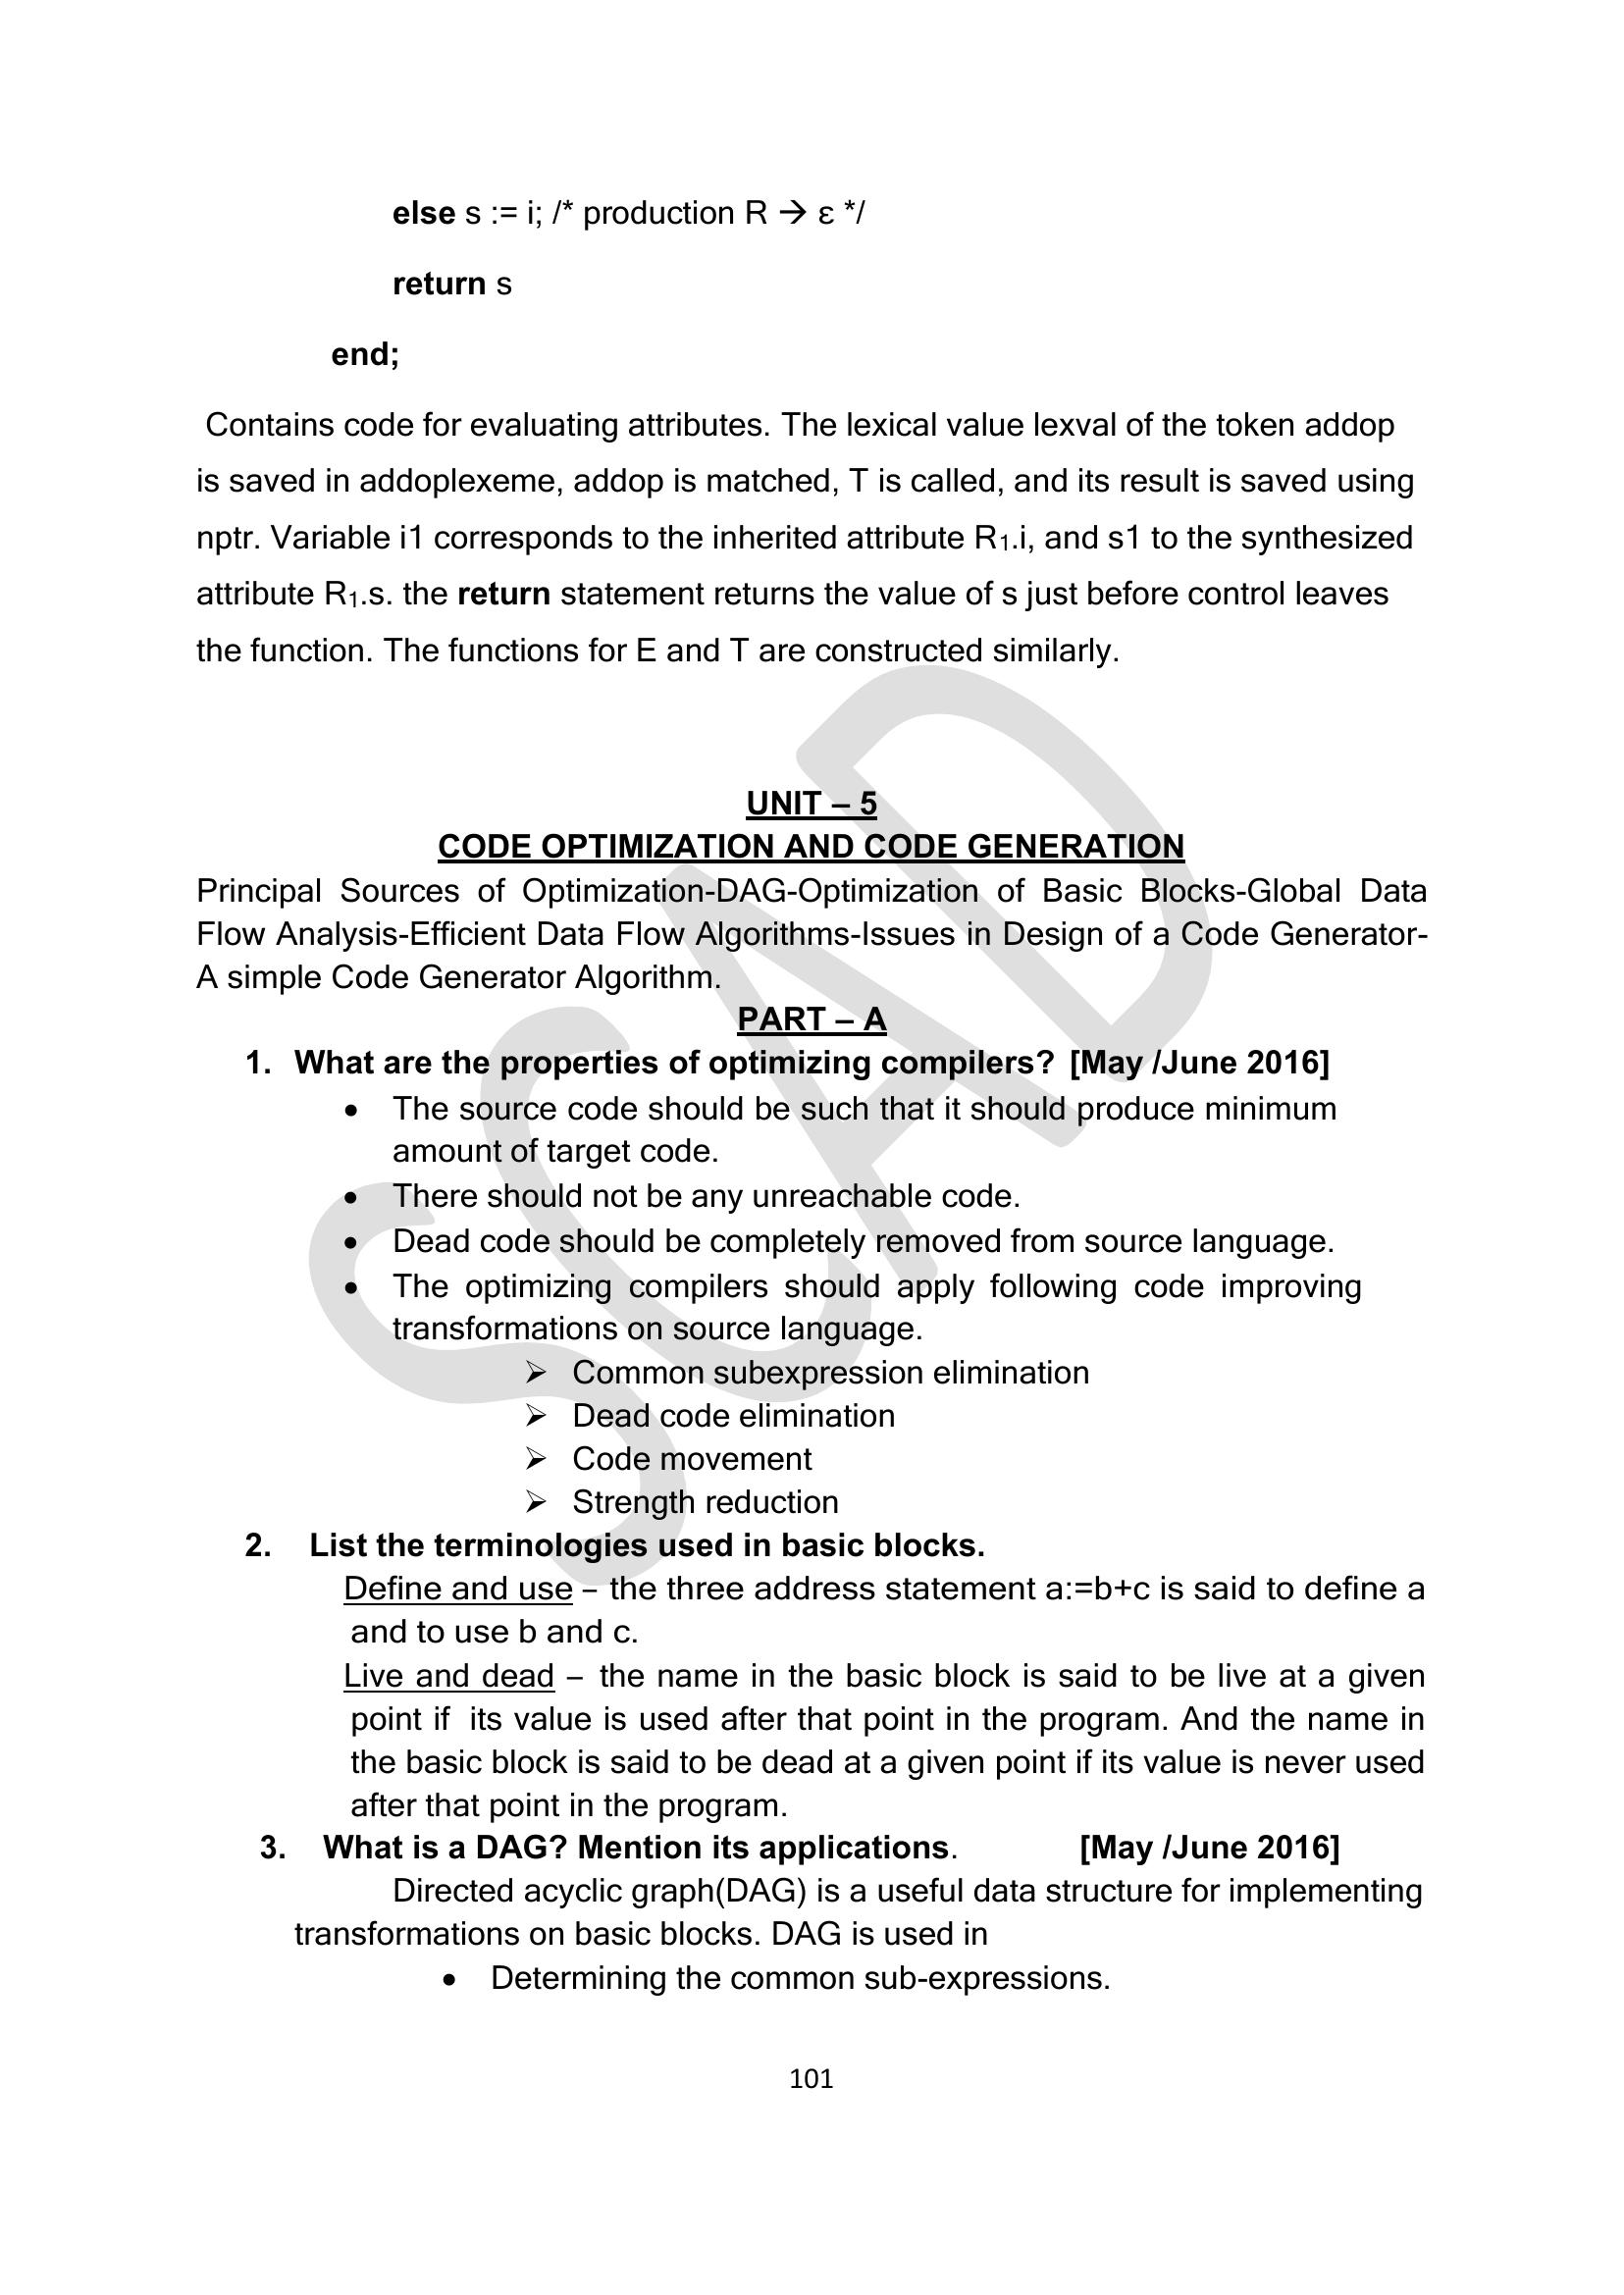 else s := i; /* production R → ε */
return s
end;
Contains code for evaluating attributes. The lexical value lexval of the token addop
is saved in addoplexeme, addop is matched, T is called, and its result is saved using
nptr. Variable i1 corresponds to the inherited attribute R₁.i, and s1 to the synthesized
attribute R₁.s. the return statement returns the value of s just before control leaves
the function. The functions for E and T are constructed similarly.
SCAD
UNIT – 5
CODE OPTIMIZATION AND CODE GENERATION
Principal Sources of Optimization-DAG-Optimization of Basic Blocks-Global Data
Flow Analysis-Efficient Data Flow Algorithms-Issues in Design of a Code Generator-
A simple Code Generator Algorithm.
PART – A
1. What are the properties of optimizing compilers? [May /June 2016]
• The source code should be such that it should produce minimum
amount of target code.
• There should not be any unreachable code.
• Dead code should be completely removed from source language.
• The optimizing compilers should apply following code improving
transformations on source language.
➢ Common subexpression elimination
➢ Dead code elimination
➢ Code movement
➢ Strength reduction
2. List the terminologies used in basic blocks.
Define and use – the three address statement a:=b+c is said to define a
and to use b and c.
Live and dead – the name in the basic block is said to be live at a given
point if its value is used after that point in the program. And the name in
the basic block is said to be dead at a given point if its value is never used
after that point in the program.
3. What is a DAG? Mention its applications. [May /June 2016]
Directed acyclic graph(DAG) is a useful data structure for implementing
transformations on basic blocks. DAG is used in
• Determining the common sub-expressions.
101